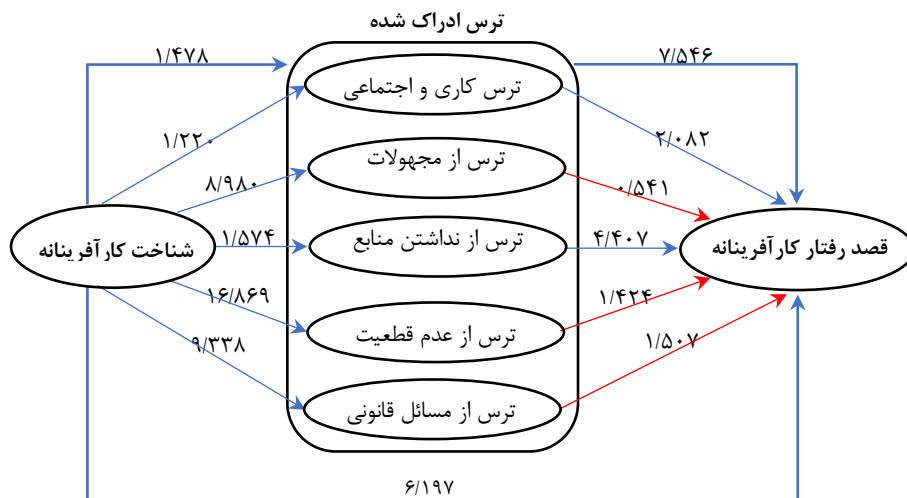 ترس ادراک شده
۱/۴۷۸
۷/۵۴۶
ترس کاری و اجتماعی
۱/۲۲۰
۲/۰۸۲
ترس از مجهولات
۸/۹۸۰
۰/۵۴۱
شناخت کارآفرینانه
۱/۵۷۴
ترس از نداشتن منابع
۴/۴۰۷
قصد رفتار کارآفرینانه
۱۶/۸۶۹
ترس از عدم قطعیت
۱/۴۲۴
۹/۳۳۸
۱/۵۰۷
ترس از مسائل قانونی
۶/۱۹۷